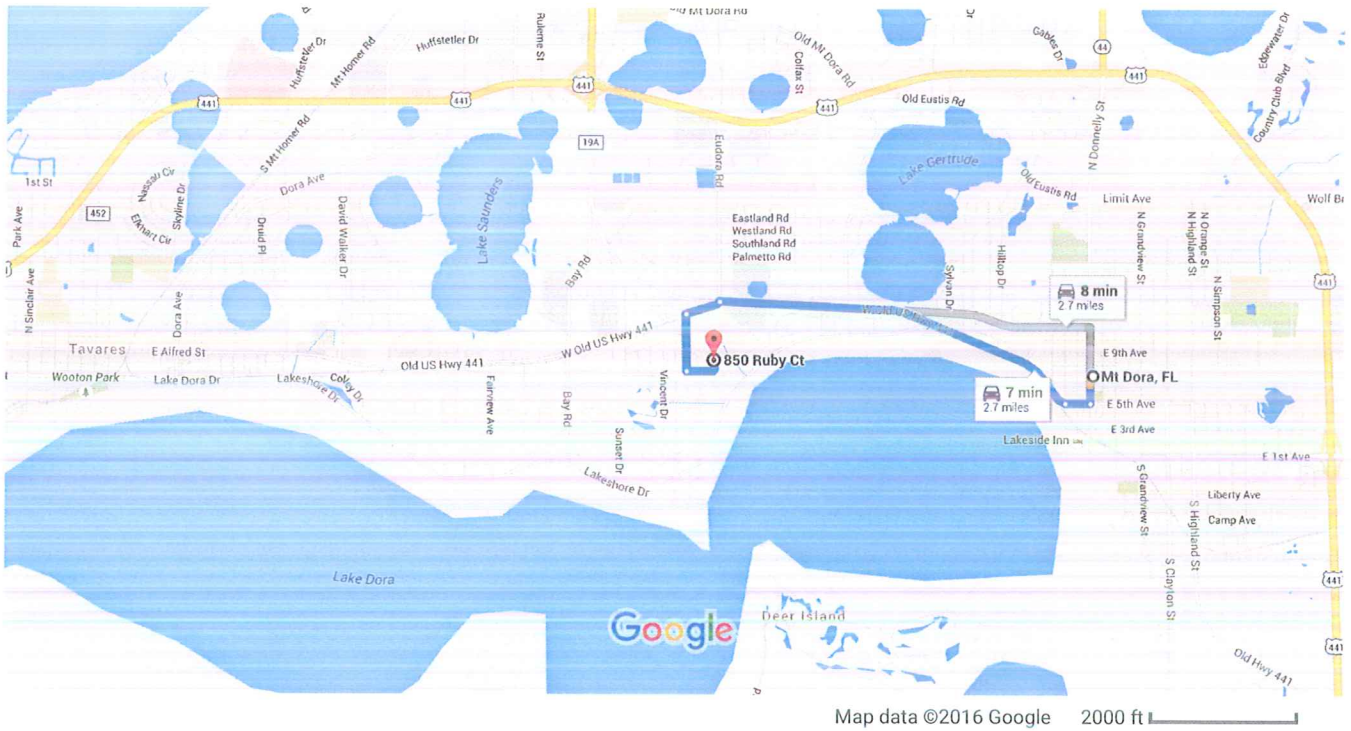 Old Mt Dora Rd
Huffstetler Dr
Mt Homer Rd
Huffstetler Dr
Ruleme St
Old Mt Dora Rd
Colfax St
Dr
Gables Dr
44
Edgewater Dr
Country Club Blvd
441
441
441
441
441
Old Eustis Rd
N Donnelly St
19A
S Mt Homer Rd
Eudora Rd
Lake Gertrude
Old Eustis Rd
1st St
Nassau Cir
Skyline Dr
Dora Ave
Limit Ave
Park Ave
452
Elkhart Cir
Druid Pl
David Walker Dr
Lake Saunders
Eastland Rd
Westland Rd
Southland Rd
Palmetto Rd
N Grandview St
N Highland St
N Orange St
Bay Rd
Sylvan Dr
Hilltop Dr
N Simpson St
441
N Sinclair Ave
Dora Ave
8 min
2.7 miles
W Old US Hwy 441
Tavares
E Alfred St
Old US Hwy 441
850 Ruby Ct
E 9th Ave
Mt Dora, FL
Wooton Park
Lake Dora Dr
Lakeshore Dr
Colley Dr
Fairview Ave
Bay Rd
Vincent Dr
7 min
2.7 miles
E 5th Ave
E 3rd Ave
Lakeside Inn
E 1st Ave
Sunset Dr
Lakeshore Dr
S Grandview St
Liberty Ave
Camp Ave
S Highland St
S Clayton St
441
Lake Dora
Google
Deer Island
441
Old Hwy 441
Map data ©2016 Google 2000 ft